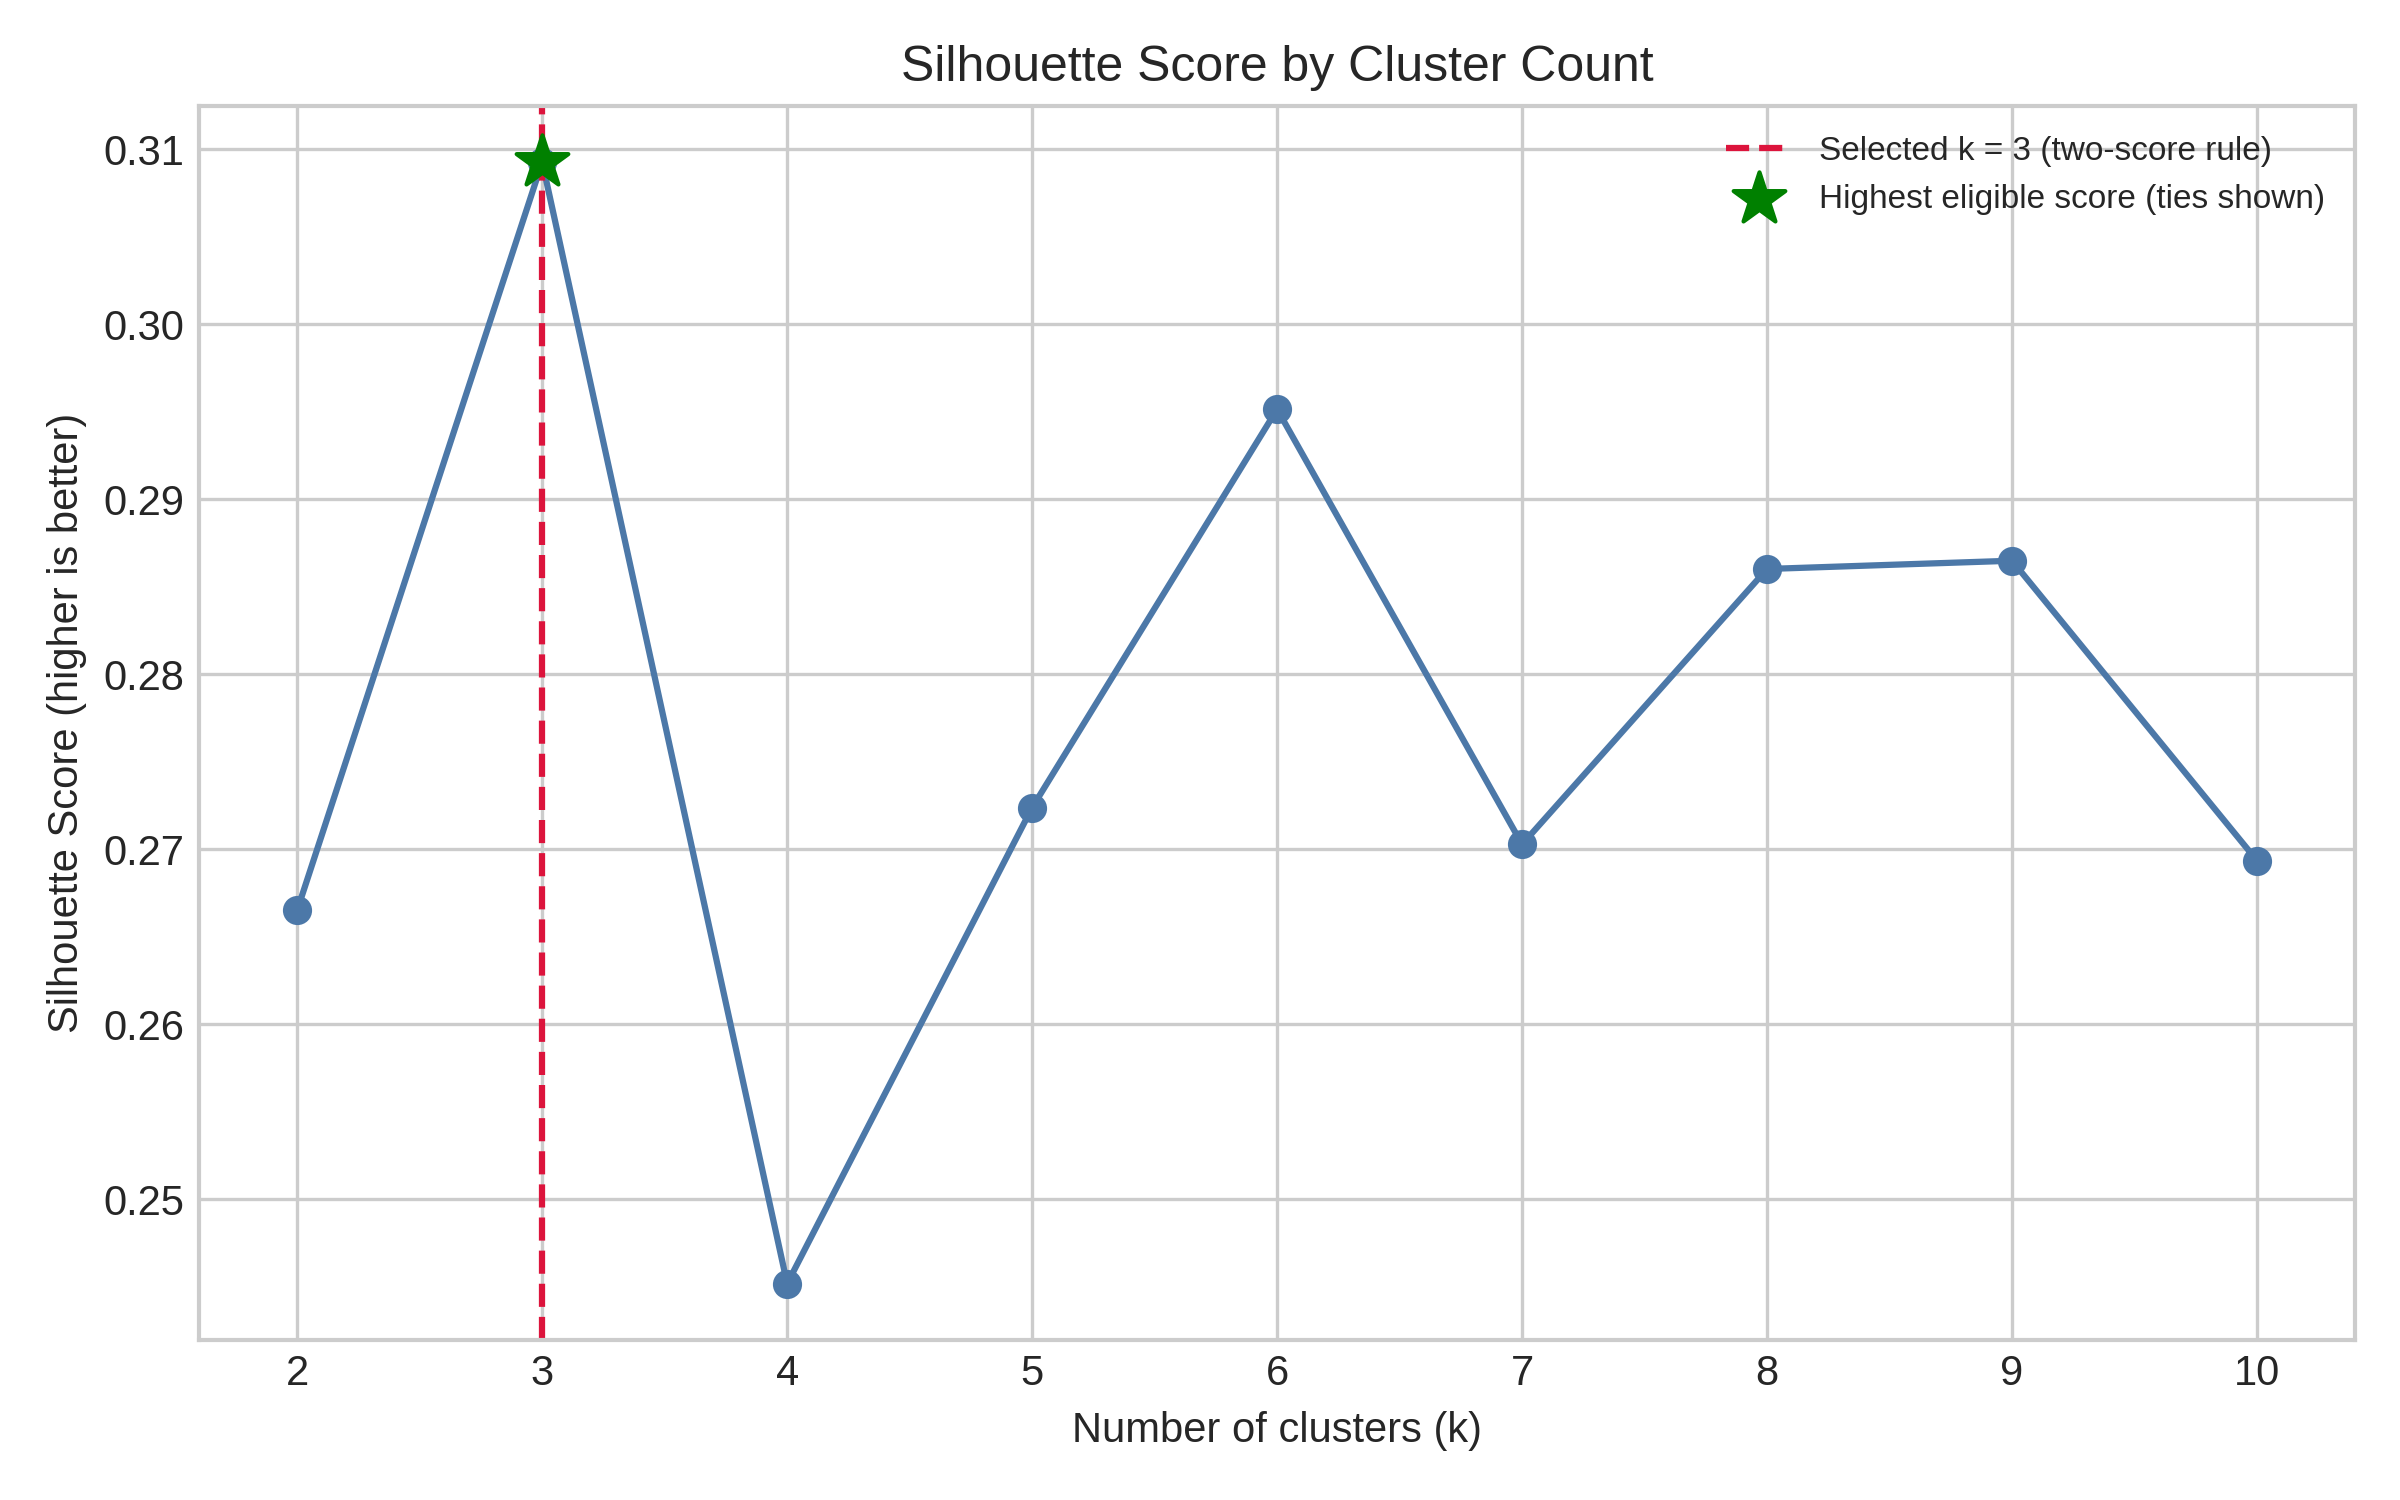 Silhouette Score by Cluster Count
Selected k = 3 (two-score rule)
Highest eligible score (ties shown)
Silhouette Score (higher is better)
0.31
0.30
0.29
0.28
0.27
0.26
0.25
2 3 4 5 6 7 8 9 10
Number of clusters (k)